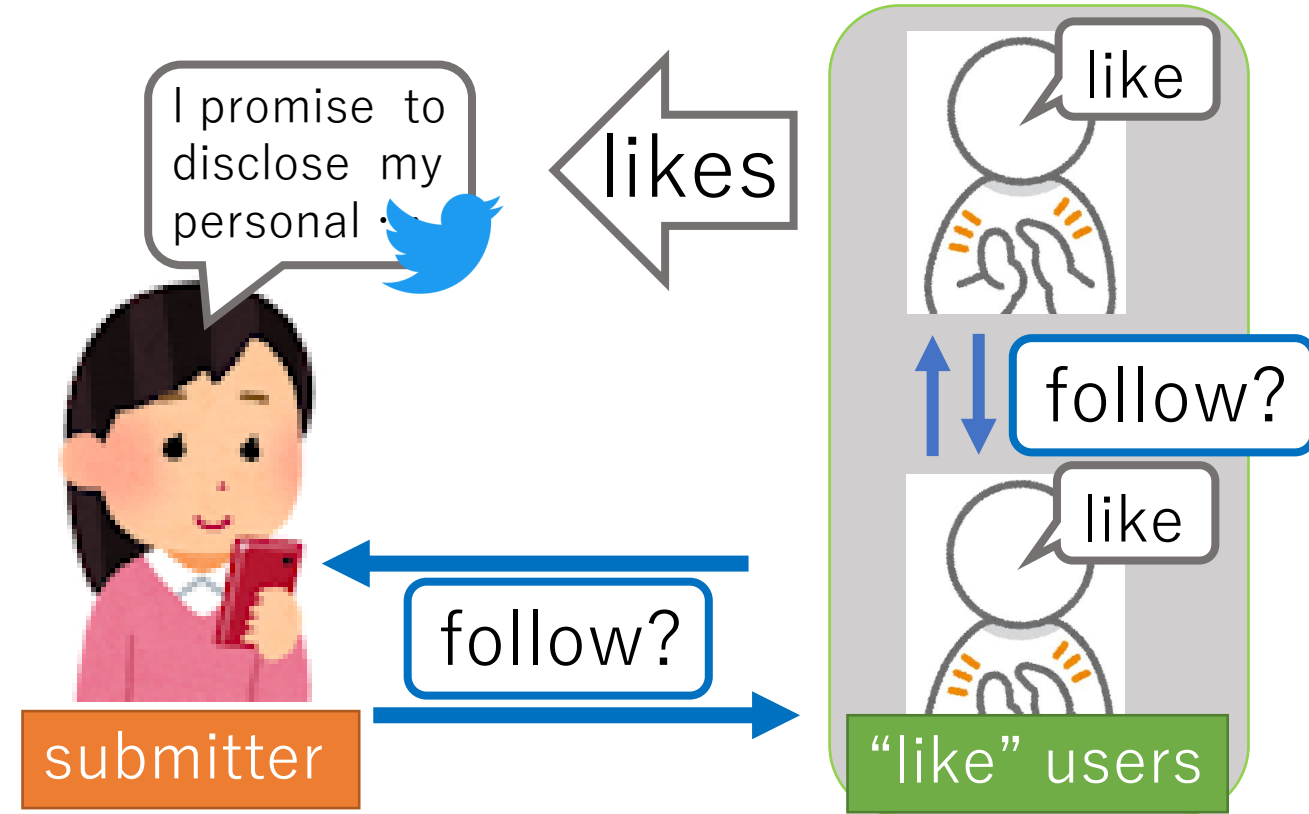 I promise to
disclose my
personal
likes
like
follow?
like
follow?
submitter
“like” users